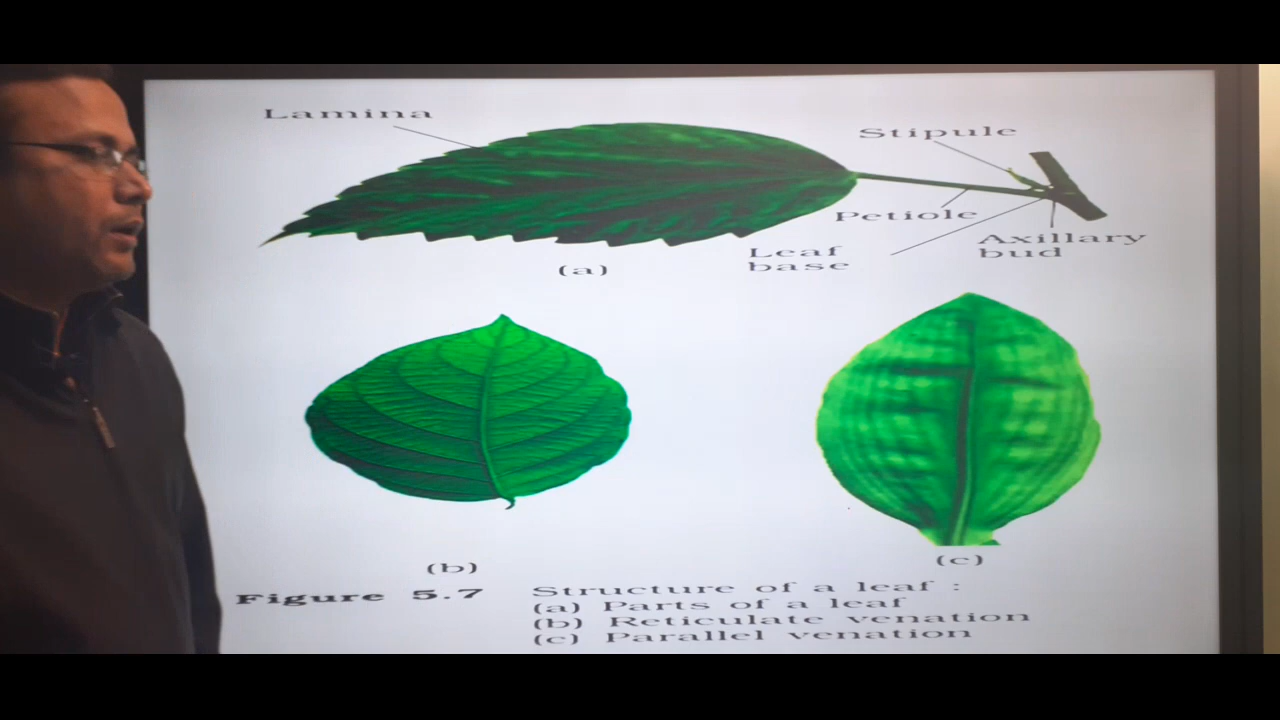 Lamina
Stipule
Petiole
Leaf
base
Axillary
bud
(a)
(b)
(c)
Figure 5.7 Structure of a leaf :
(a) Parts of a leaf
(b) Reticulate venation
(c) Parallel venation